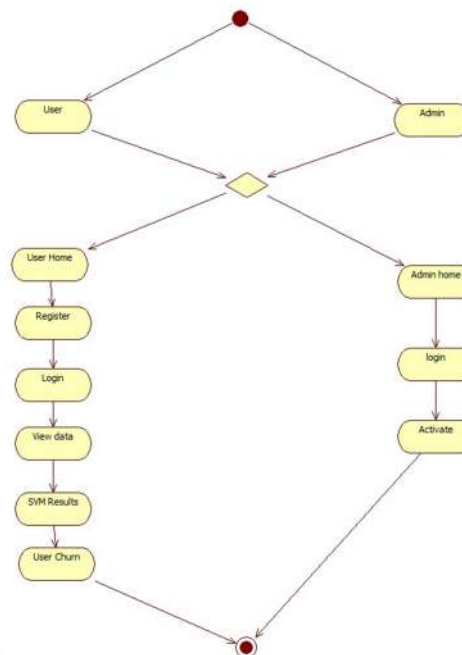 User
Admin
User Home
Admin home
Register
login
Login
Activate
View data
SVM Results
User Churn